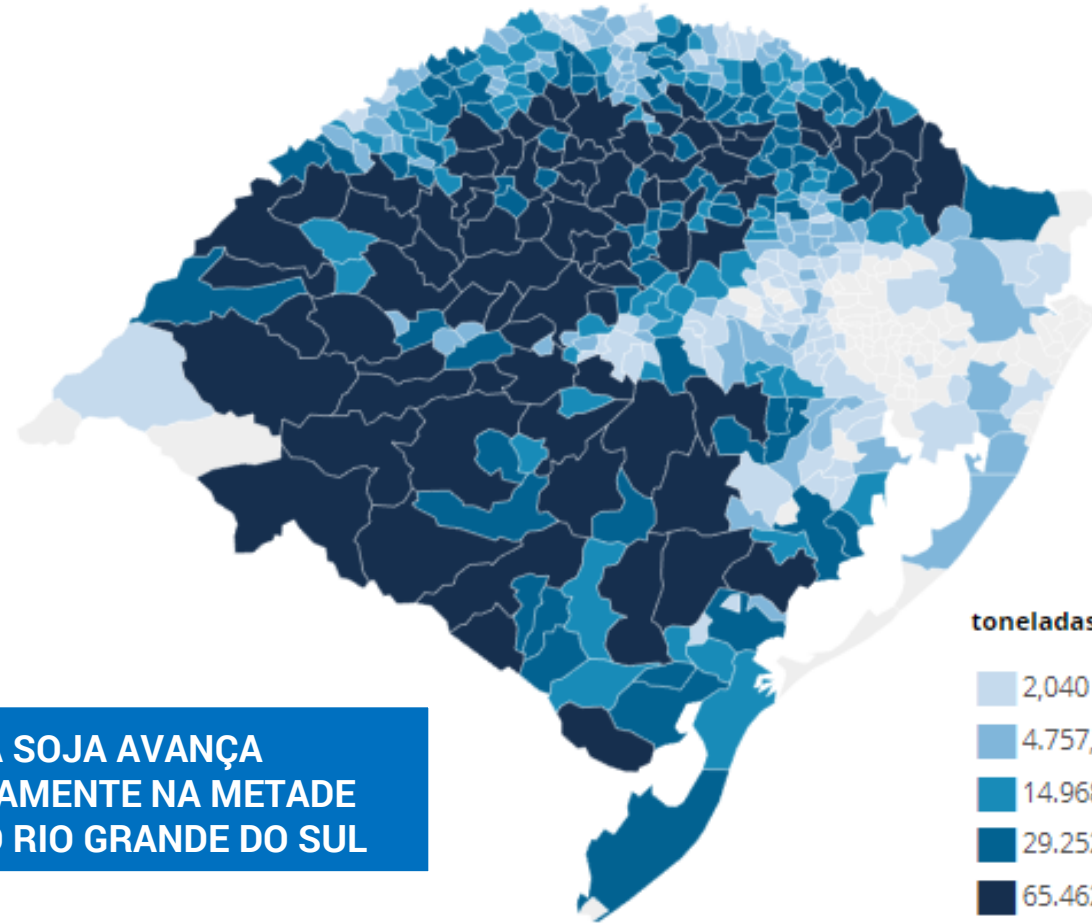 A SOJA AVANÇA
AMENTE NA METADE
RIO GRANDE DO SUL
toneladas
2,040
4.757,
14.96
29.25
65.46